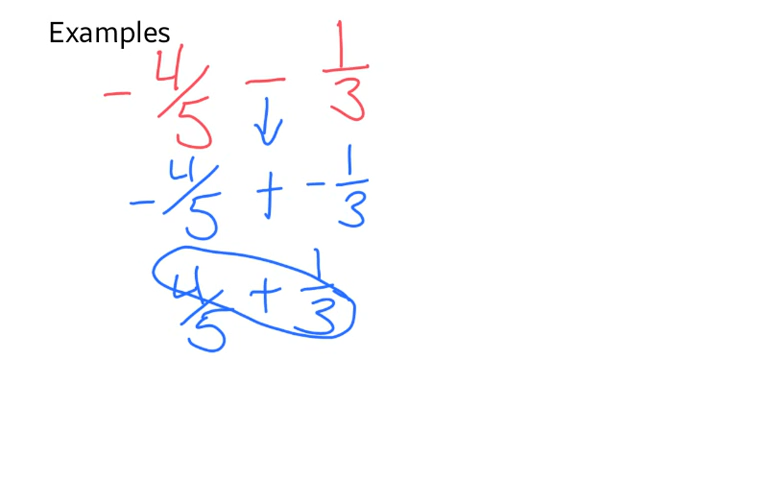 Examples
- 4/5 - 1/3
- 4/5 + - 1/3
4/5 + 1/3